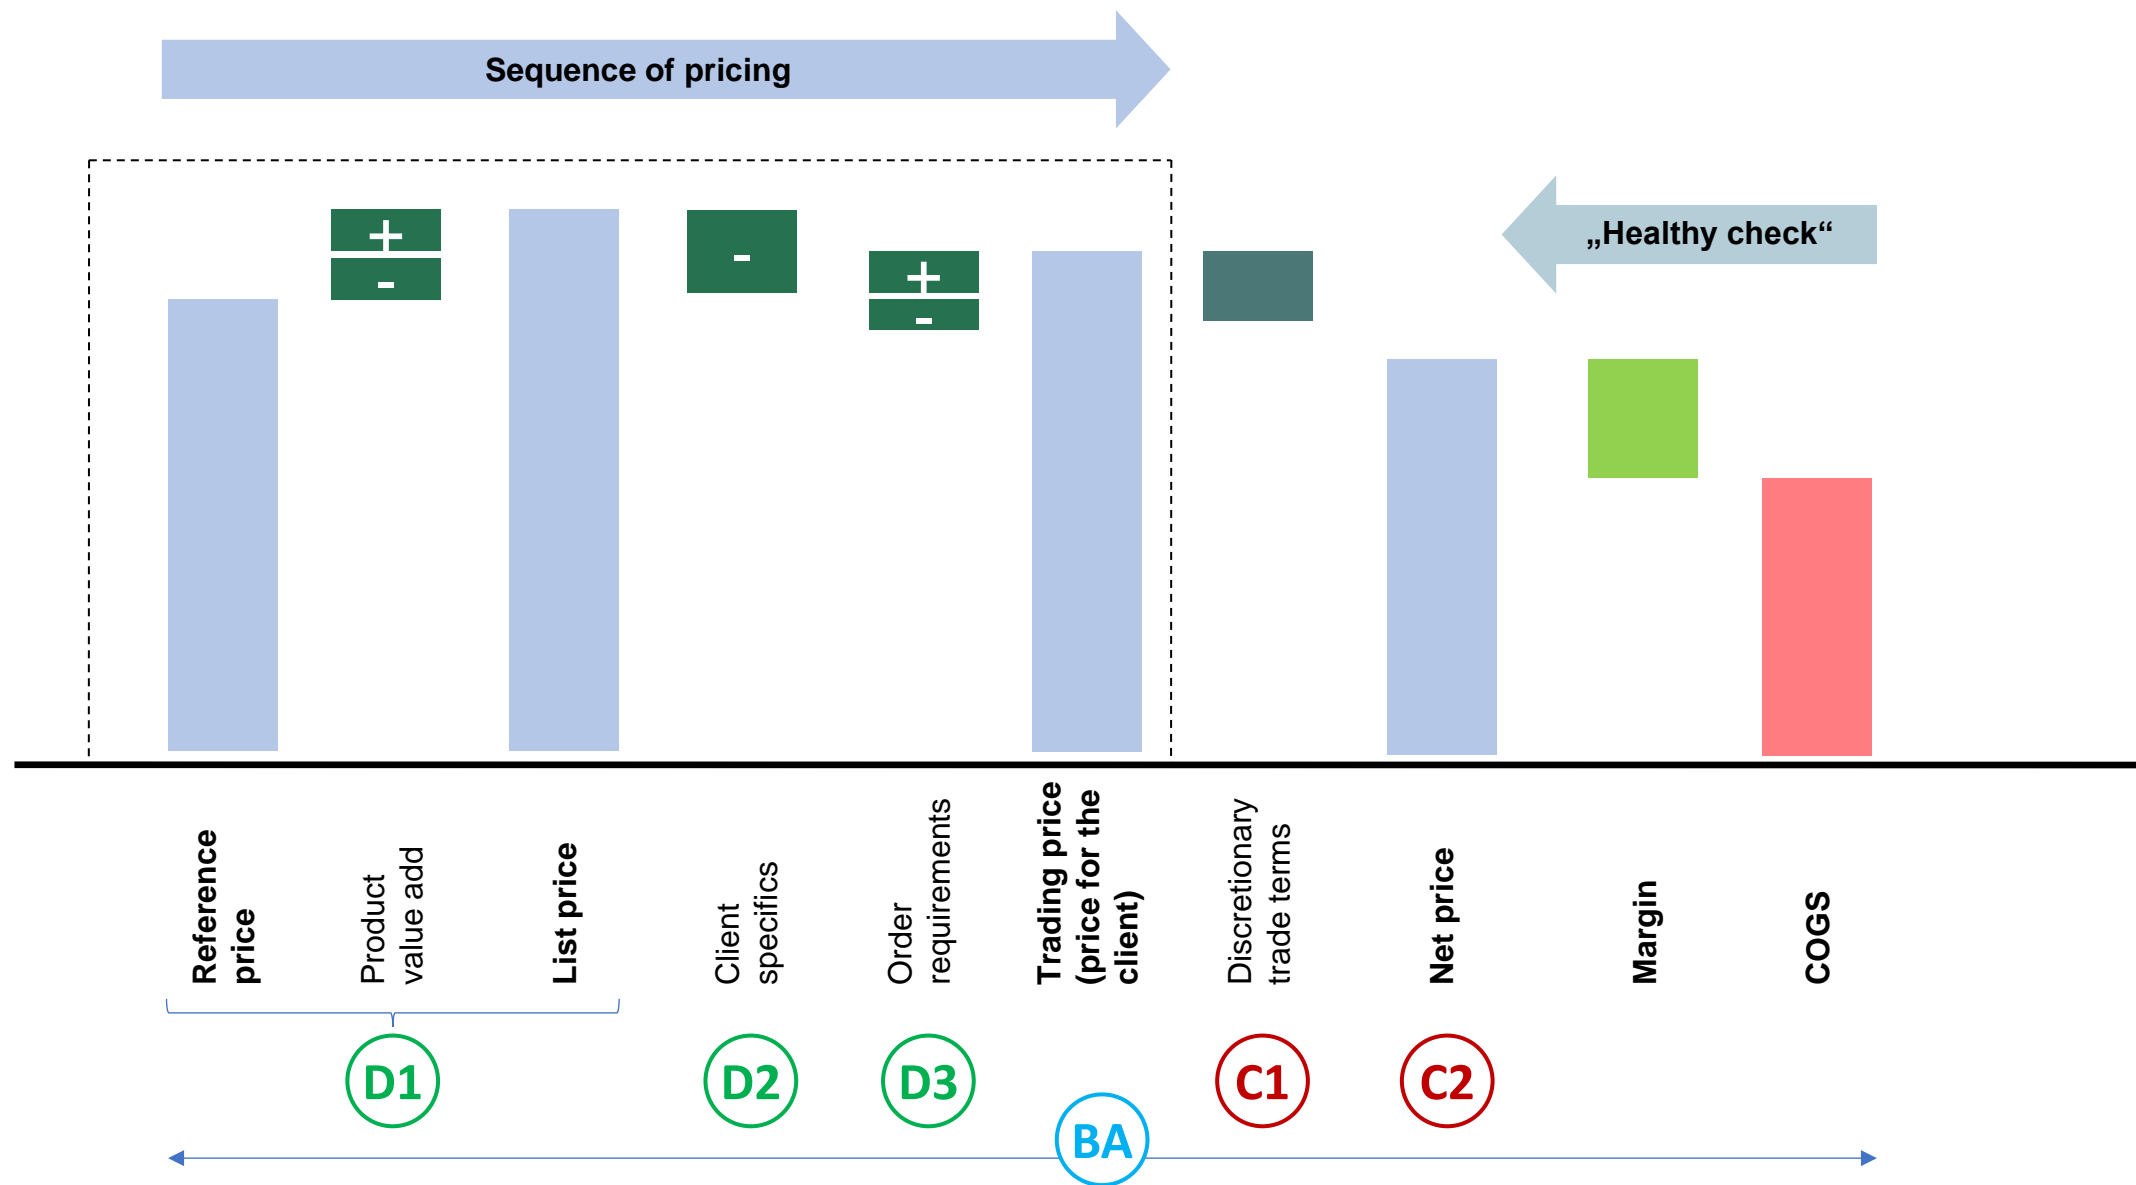 Sequence of pricing
„Healthy check“
+
-
-
+
-
Reference
price
Product
value add
List price
Client
specifics
Order
requirements
Trading price
(price for the
client)
Discretionary
trade terms
Net price
Margin
COGS
D1
D2
D3
C1
C2
BA